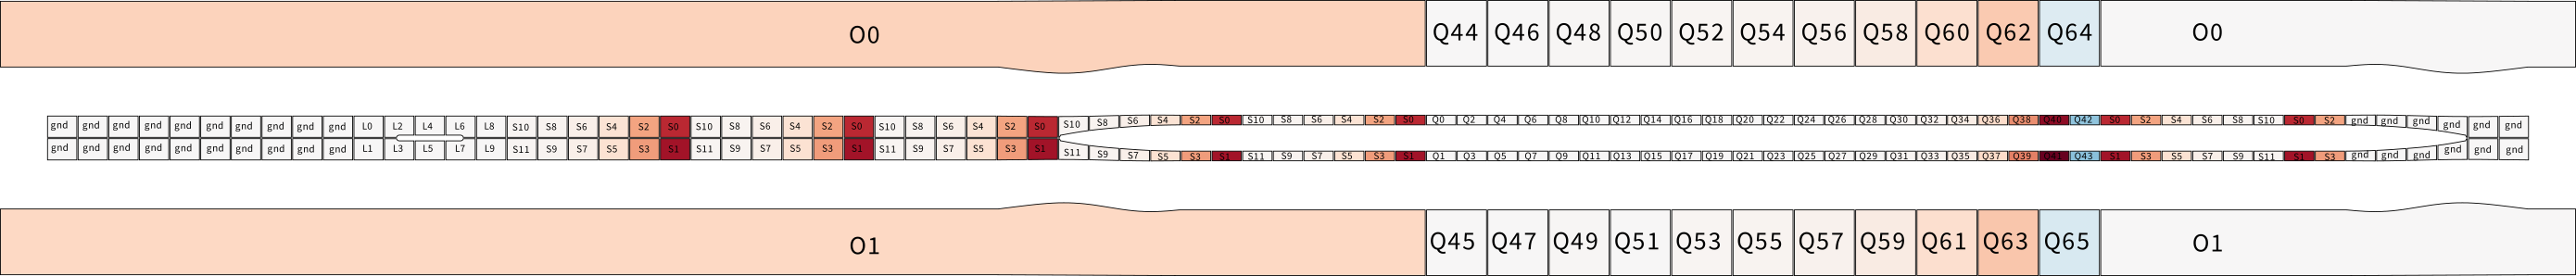 O0 Q44 Q46 Q48 Q50 Q52 Q54 Q56 Q58 Q60 Q62 Q64 O0
gnd gnd gnd gnd gnd gnd gnd gnd gnd gnd L0 L2 L4 L6 L8 S10 S8 S6 S4 S2 S0 S10 S8 S6 S4 S2 S0 S10 S8 S6 S4 S2 S0 S10 S8 S6 S4 S2 S0 S10 S8 S6 S4 S2 S0 Q0 Q2 Q4 Q6 Q8 Q10 Q12 Q14 Q16 Q18 Q20 Q22 Q24 Q26 Q28 Q30 Q32 Q34 Q36 Q38 Q40 Q42 S0 S2 S4 S6 S8 S10 S0 S2 gnd gnd gnd gnd gnd gnd
gnd gnd gnd gnd gnd gnd gnd gnd gnd gnd L1 L3 L5 L7 L9 S11 S9 S7 S5 S3 S1 S11 S9 S7 S5 S3 S1 S11 S9 S7 S5 S3 S1 S11 S9 S7 S5 S3 S1 S11 S9 S7 S5 S3 S1 Q1 Q3 Q5 Q7 Q9 Q11 Q13 Q15 Q17 Q19 Q21 Q23 Q25 Q27 Q29 Q31 Q33 Q35 Q37 Q39 Q41 Q43 S1 S3 S5 S7 S9 S11 S1 S3 gnd gnd gnd gnd gnd gnd
O1 Q45 Q47 Q49 Q51 Q53 Q55 Q57 Q59 Q61 Q63 Q65 O1